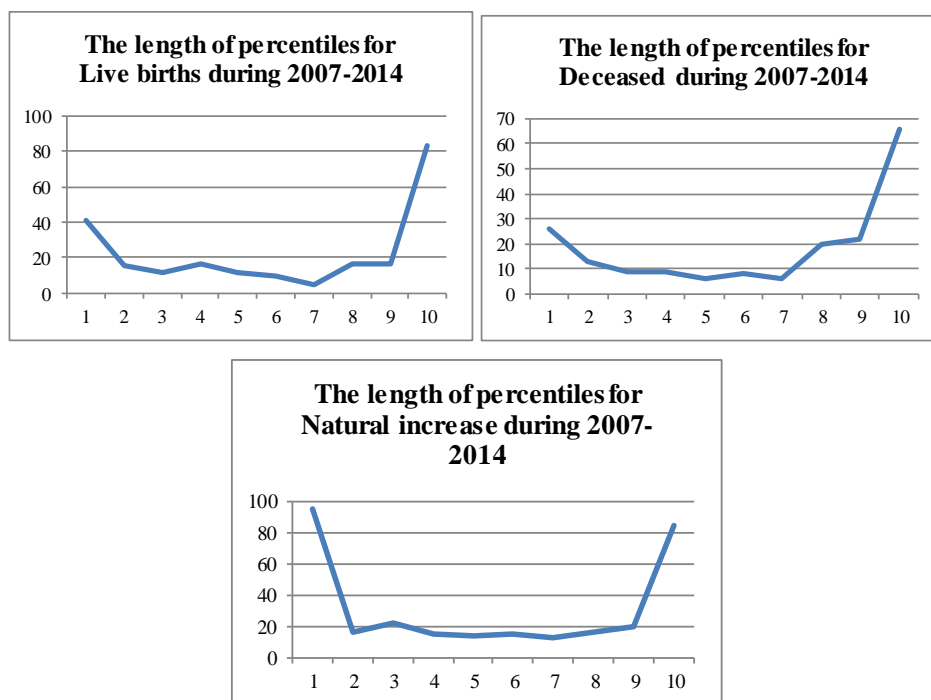 The length of percentiles for
Live births during 2007-2014
100
80
60
40
20
0
1 2 3 4 5 6 7 8 9 10
The length of percentiles for
Deceased during 2007-2014
70
60
50
40
30
20
10
0
1 2 3 4 5 6 7 8 9 10
The length of percentiles for
Natural increase during 2007-
2014
100
80
60
40
20
0
1 2 3 4 5 6 7 8 9 10